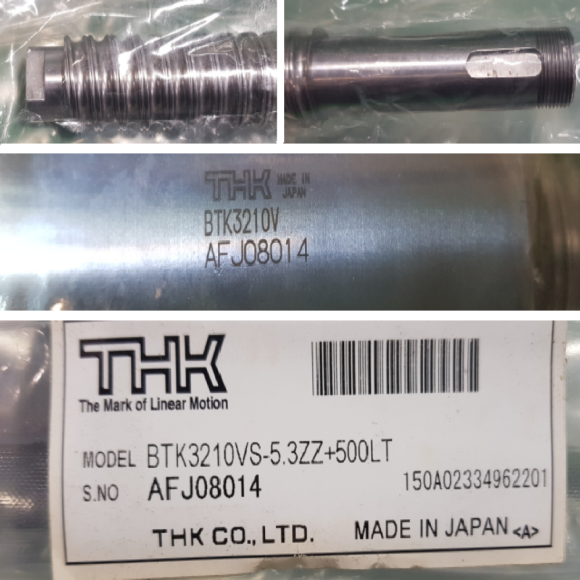 THK MADE IN JAPAN
BTK3210V
AFJ08014
THK
The Mark of Linear Motion
MODEL BTK3210VS-5.3ZZ+500LT
S.NO AFJ08014 150A02334962201
THK CO., LTD. MADE IN JAPAN <A>